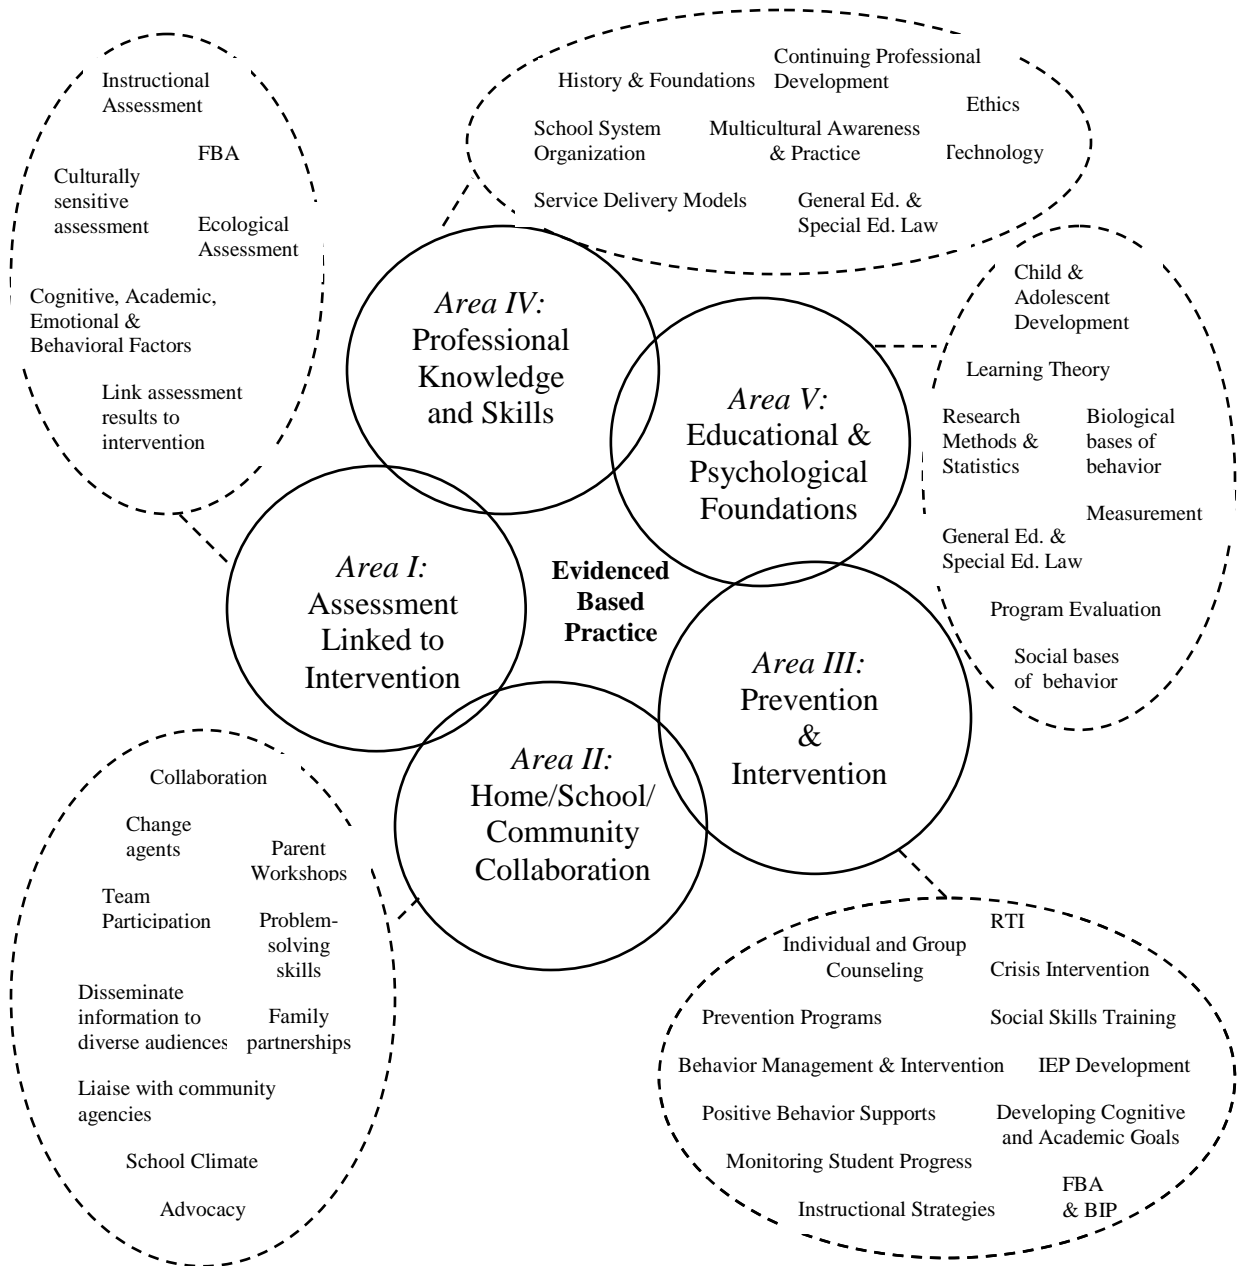 Instructional
Assessment
FBA
Culturally
sensitive
assessment
Ecological
Assessment
Cognitive, Academic,
Emotional &
Behavioral Factors
Link assessment
results to
intervention
History & Foundations
Continuing Professional
Development
Ethics
School System
Organization
Multicultural Awareness
& Practice
Technology
Service Delivery Models
General Ed. &
Special Ed. Law
Child &
Adolescent
Development
Learning Theory
Research
Methods &
Statistics
Biological
bases of
behavior
Measurement
General Ed. &
Special Ed. Law
Program Evaluation
Social bases
of behavior
Area IV:
Professional
Knowledge
and Skills
Area V:
Educational &
Psychological
Foundations
Area I:
Assessment
Linked to
Intervention
Evidenced
Based
Practice
Area III:
Prevention
&
Intervention
Area II:
Home/School/
Community
Collaboration
Collaboration
Change
agents
Parent
Workshops
Team
Participation
Problem-
solving
skills
Disseminate
information to
diverse audiences
Family
partnerships
Liaise with community
agencies
School Climate
Advocacy
RTI
Individual and Group
Counseling
Crisis Intervention
Prevention Programs
Social Skills Training
Behavior Management & Intervention
IEP Development
Positive Behavior Supports
Developing Cognitive
and Academic Goals
Monitoring Student Progress
Instructional Strategies
FBA
& BIP